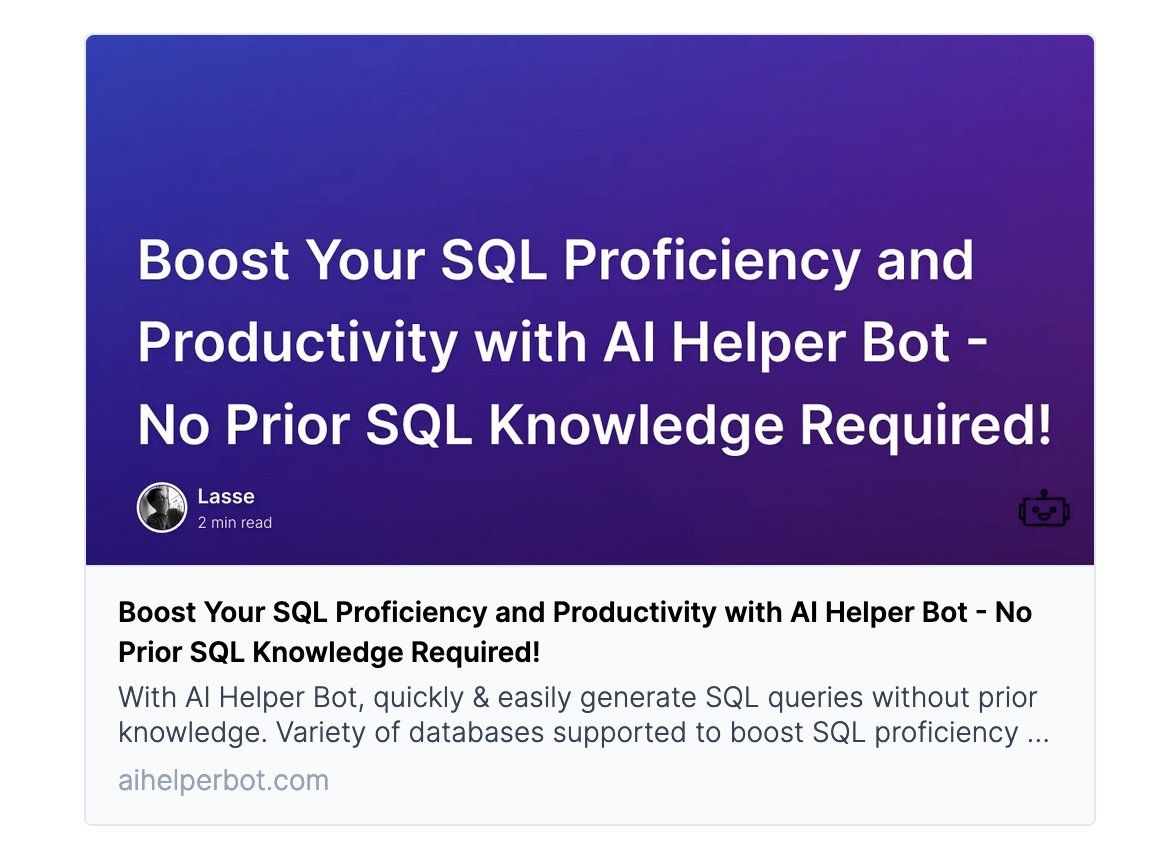 Boost Your SQL Proficiency and
Productivity with AI Helper Bot -
No Prior SQL Knowledge Required!
Lasse
2 min read
Boost Your SQL Proficiency and Productivity with AI Helper Bot - No
Prior SQL Knowledge Required!
With AI Helper Bot, quickly & easily generate SQL queries without prior
knowledge. Variety of databases supported to boost SQL proficiency ...
aihelperbot.com